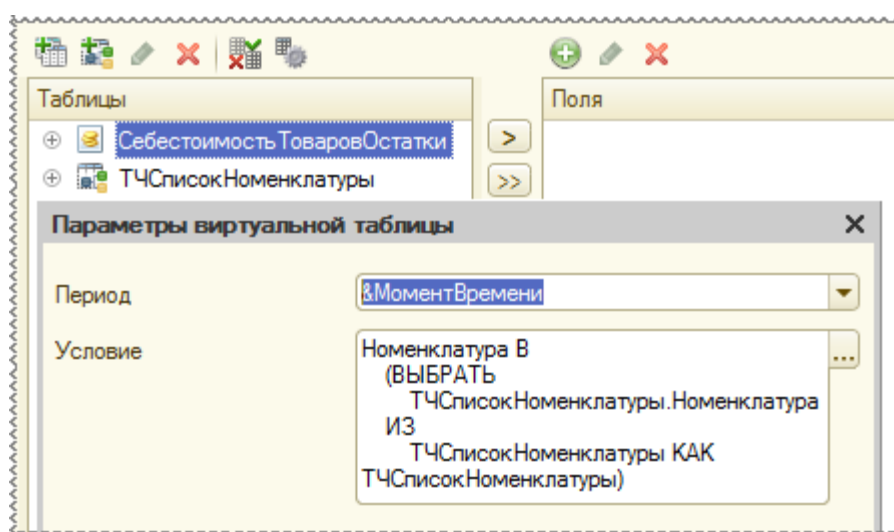 Таблицы
Поля
СебестоимостьТоваровОстатки
>
ТЧСписокНоменклатуры
>>
Параметры виртуальной таблицы
Период
&МоментВремени
Условие
Номенклатура В
(ВЫБРАТЬ
ТЧСписокНоменклатуры.Номенклатура
ИЗ
ТЧСписокНоменклатуры КАК
ТЧСписокНоменклатуры)
...